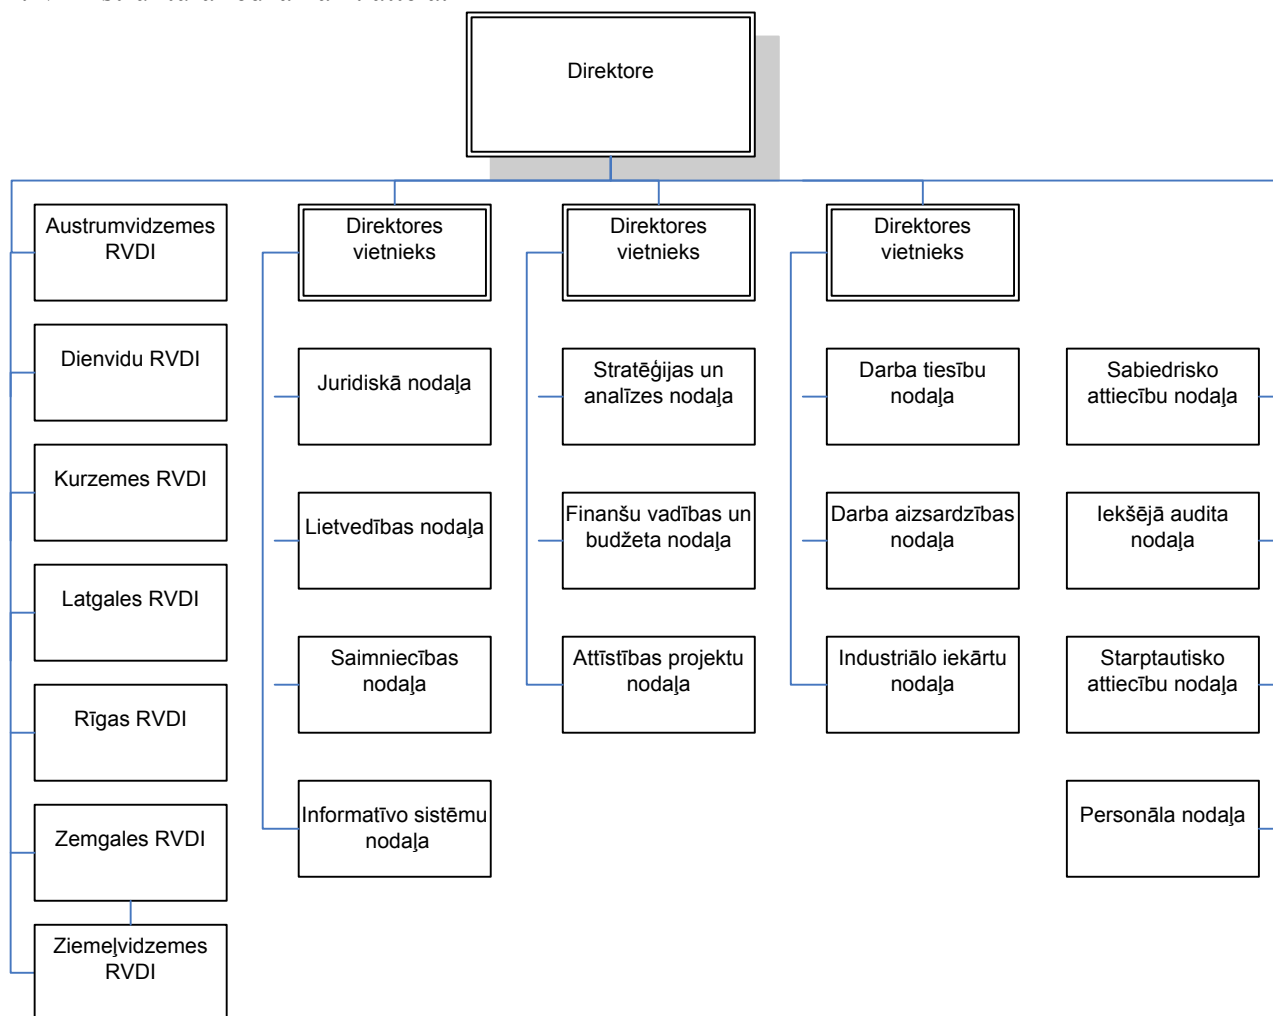 Direktore
Austrumvidzemes
RVDI
Dienvidu RVDI
Kurzemes RVDI
Latgales RVDI
Rīgas RVDI
Zemgales RVDI
Ziemeļvidzemes
RVDI
Direktores
vietnieks
Juridiskā nodaļa
Lietvedības nodaļa
Saimniecības
nodaļa
Informatīvo sistēmu
nodaļa
Direktores
vietnieks
Stratēģijas un
analīzes nodaļa
Finanšu vadības un
budžeta nodaļa
Attīstības projektu
nodaļa
Direktores
vietnieks
Darba tiesību
nodaļa
Darba aizsardzības
nodaļa
Industriālo iekārtu
nodaļa
Sabiedrisko
attiecību nodaļa
Iekšējā audita
nodaļa
Starptautisko
attiecību nodaļa
Personāla nodaļa